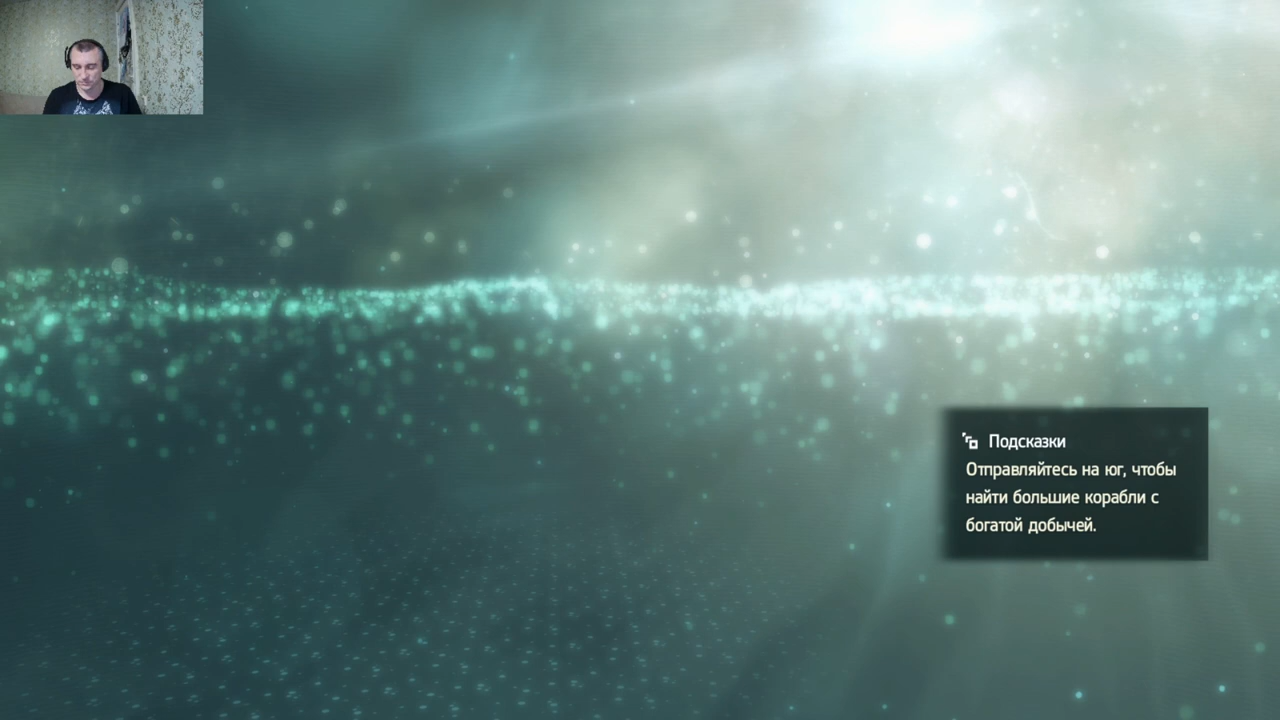 Подсказки
Отправляйтесь на юг, чтобы
найти большие корабли с
богатой добычей.